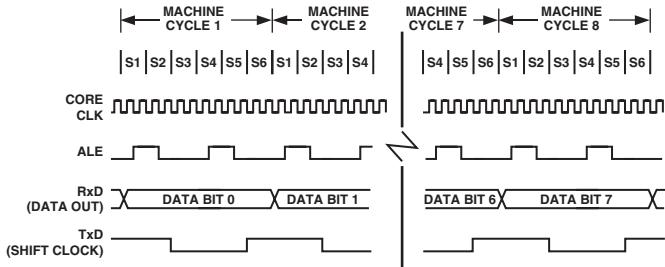 MACHINE CYCLE 1
MACHINE CYCLE 2
MACHINE CYCLE 7
MACHINE CYCLE 8
S1 S2 S3 S4 S5 S6 S1 S2 S3 S4 S4 S5 S6 S1 S2 S3 S4 S5 S6
CORE CLK
ALE
RxD (DATA OUT)
DATA BIT 0 DATA BIT 1 DATA BIT 6 DATA BIT 7
TxD (SHIFT CLOCK)